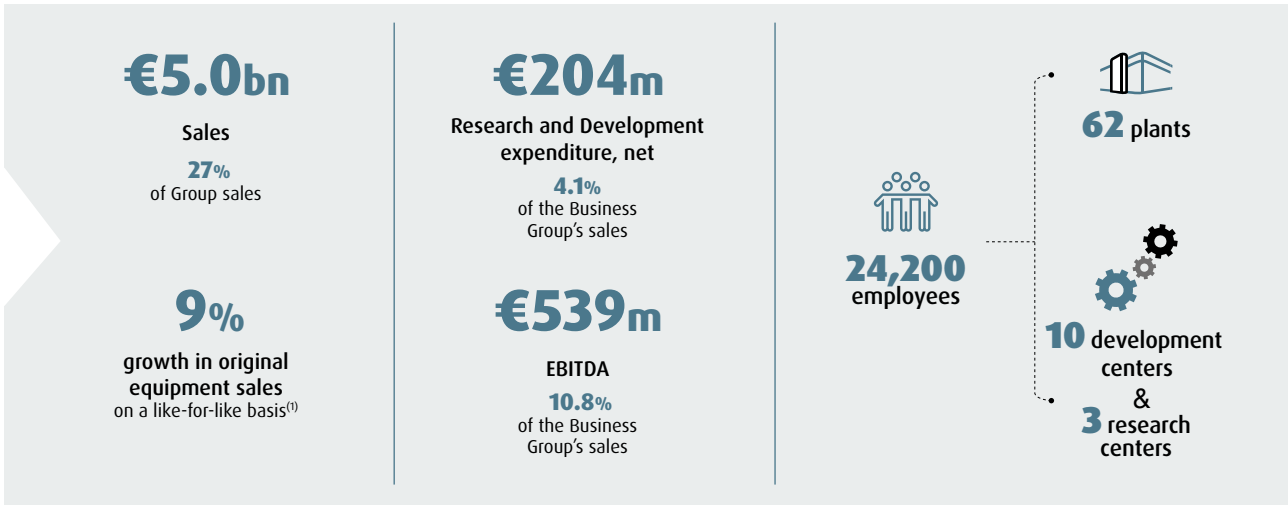 €5.0bn
Sales
27%
of Group sales
9%
growth in original
equipment sales
on a like-for-like basis(1)
€204m
Research and Development
expenditure, net
4.1%
of the Business
Group's sales
€539m
EBITDA
10.8%
of the Business
Group's sales
24,200
employees
62 plants
10 development
centers
&
3 research
centers